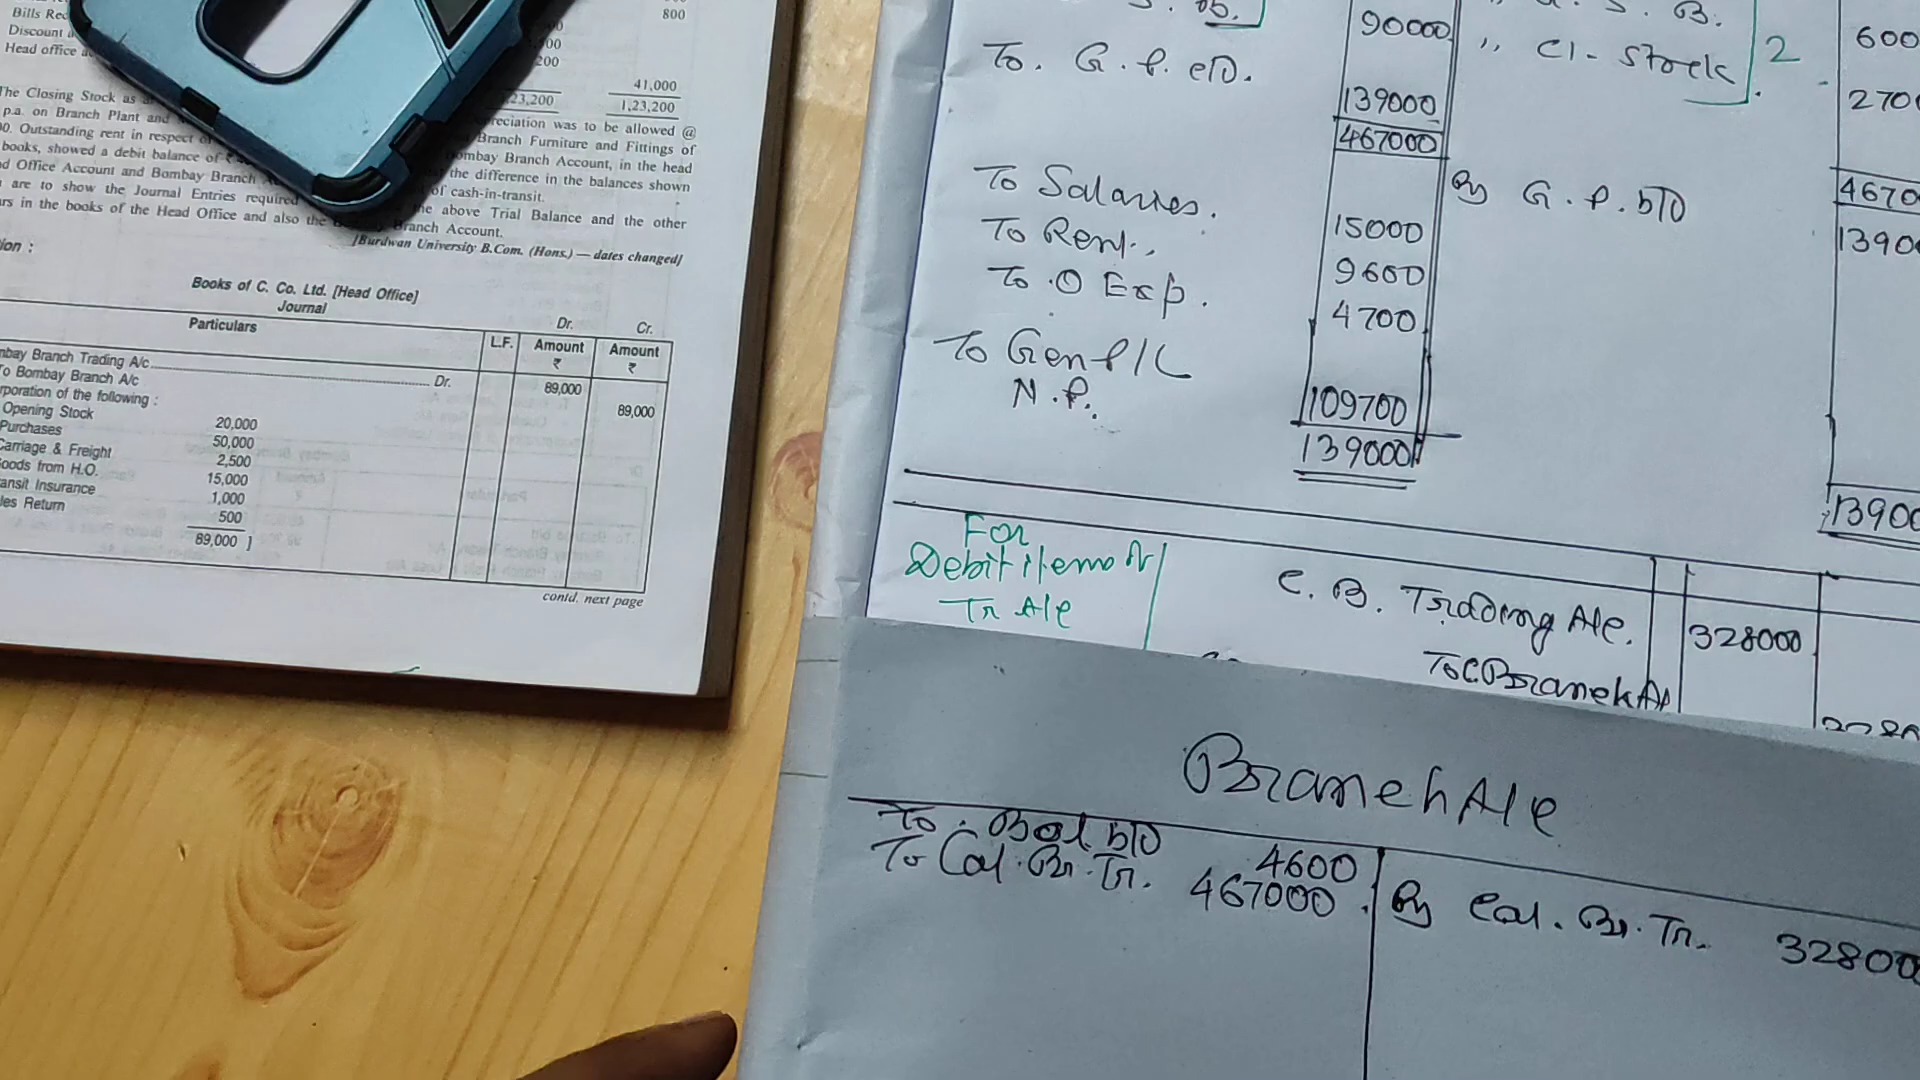 Bills Rec
800
Discount
Head office
200
41,000
23,200
1,23,200
The Closing Stock as
reciation was to be allowed @
p.a. on Branch Plant and
Branch Furniture and Fittings of
00. Outstanding rent in respect of
ombay Branch Account, in the head
books, showed a debit balance of ₹
the difference in the balances shown
d Office Account and Bombay Branch
of cash-in-transit.
are to show the Journal Entries required
the above Trial Balance and the other
rs in the books of the Head Office and also the
Branch Account.
[Burdwan University B.Com. (Hons.) — dates changed]
ion :
Books of C. Co. Ltd. [Head Office]
Journal
Dr.
Cr.
Particulars
L.F.
Amount
₹
Amount
₹
mbay Branch Trading A/c
Dr.
89,000
To Bombay Branch A/c
89,000
rporation of the following :
Opening Stock
20,000
Purchases
50,000
Carriage & Freight
2,500
Goods from H.O.
15,000
ansit Insurance
1,000
les Return
500
89,000 ]
contd. next page
90000
S. B.
To. G. P. c/D.
,, Cl- Stock
2
600
139000
270
467000
4670
To Salaries.
15000
By G. P. b/D
1390
To Rent.
9600
To O Exp.
4700
To Gen P/L
N. P.
109700
139000
1390
For
Debit items of
Tr A/c
C. B. Trading A/c.
328000
To C. Branch A/c
Branch A/c
To Bal b/D
4600
To Cal. Br. Tr.
467000
By Cal. Br. Tr.
32800